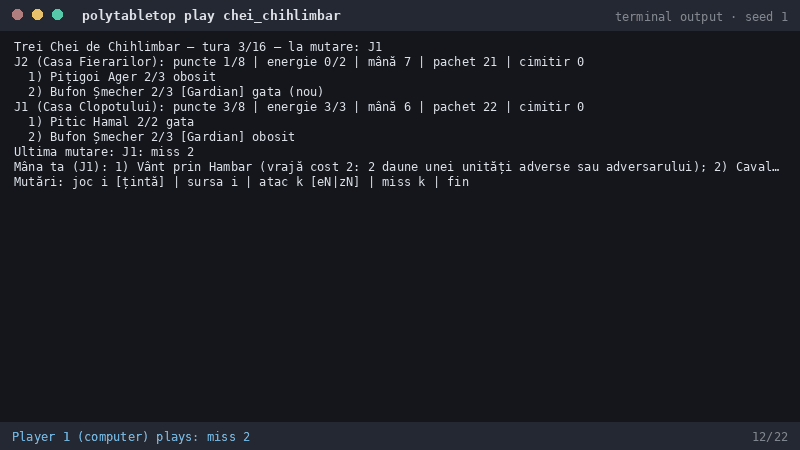 polytabletop play chei_chihlimbar
terminal output · seed 1
Trei Chei de Chihlimbar — tura 3/16 — la mutare: J1
J2 (Casa Fierarilor): puncte 1/8 | energie 0/2 | mână 7 | pachet 21 | cimitir 0
1) Pițigoi Ager 2/3 obosit
2) Bufon Șmecher 2/3 [Gardian] gata (nou)
J1 (Casa Clopotului): puncte 3/8 | energie 3/3 | mână 6 | pachet 22 | cimitir 0
1) Pitic Hamal 2/2 gata
2) Bufon Șmecher 2/3 [Gardian] obosit
Ultima mutare: J1: miss 2
Mâna ta (J1): 1) Vânt prin Hambar (vrajă cost 2: 2 daune unei unități adverse sau adversarului); 2) Caval…
Mutări: joc i [țintă] | sursa i | atac k [eN|zN] | miss k | fin
Player 1 (computer) plays: miss 2
12/22